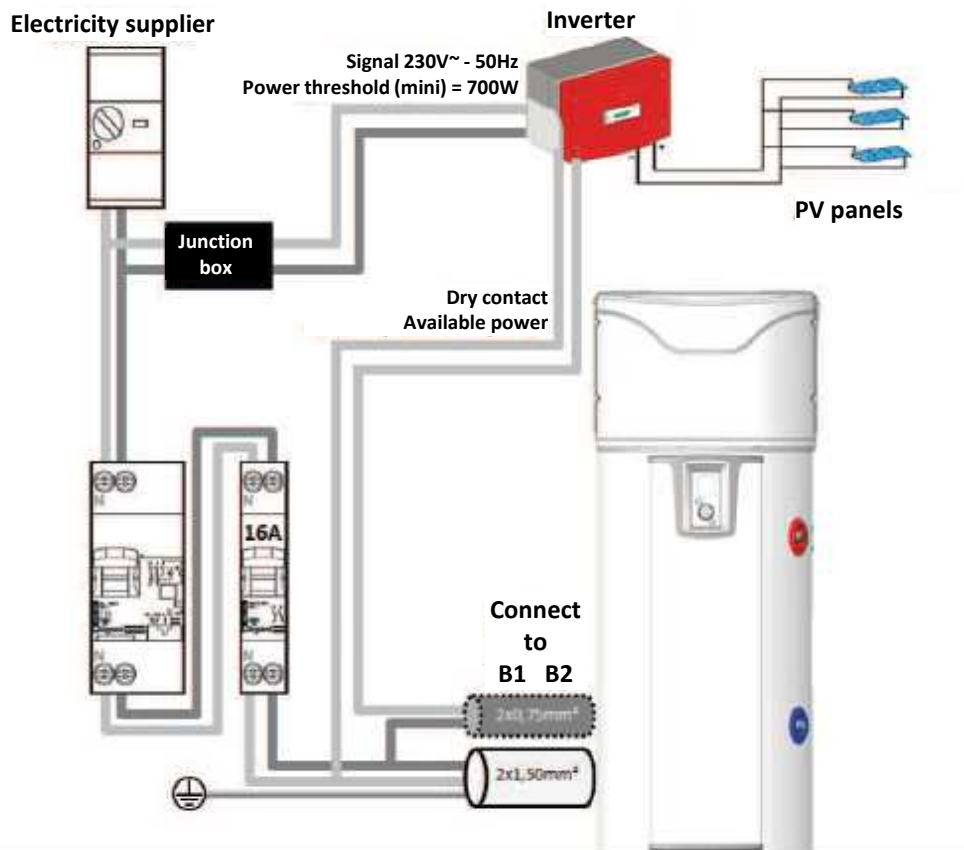 Electricity supplier
Inverter
Signal 230V~ - 50Hz
Power threshold (mini) = 700W
PV panels
Junction
box
Dry contact
Available power
N
N
16A
N
N
Connect
to
B1 B2
2x0,75mm²
2x1,50mm²